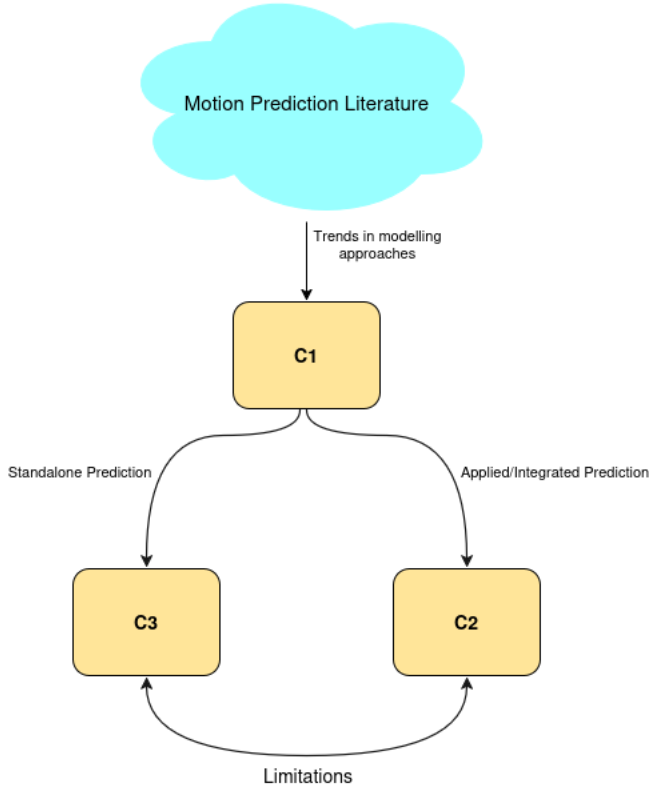 Motion Prediction Literature
Trends in modelling
approaches
C1
Standalone Prediction
Applied/Integrated Prediction
C3
C2
Limitations